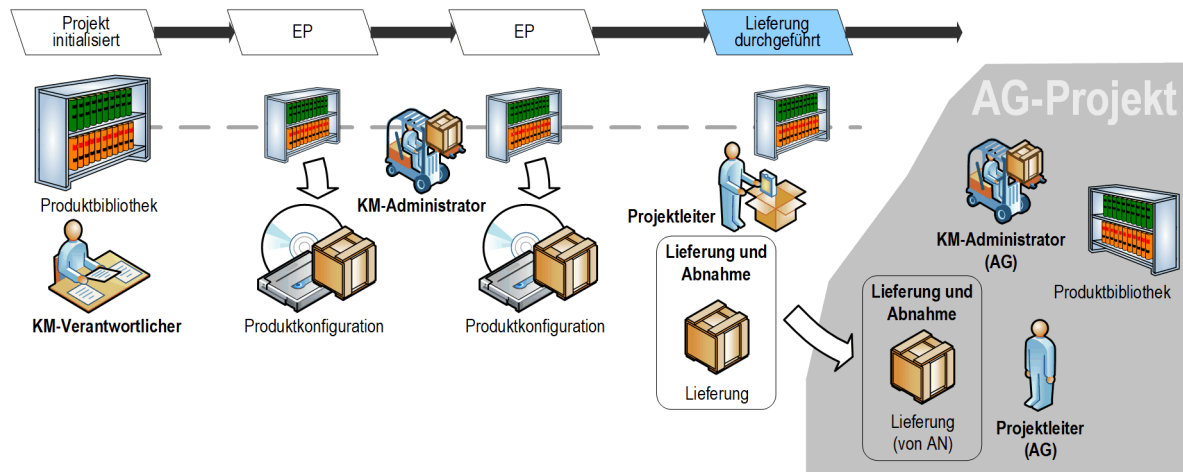 Projekt
initialisiert
EP
EP
Lieferung
durchgeführt
AG-Projekt
Produktbibliothek
KM-Verantwortlicher
KM-Administrator
Produktkonfiguration
Produktkonfiguration
Projektleiter
Lieferung und
Abnahme
Lieferung
KM-Administrator
(AG)
Produktbibliothek
Lieferung und
Abnahme
Lieferung
(von AN)
Projektleiter
(AG)